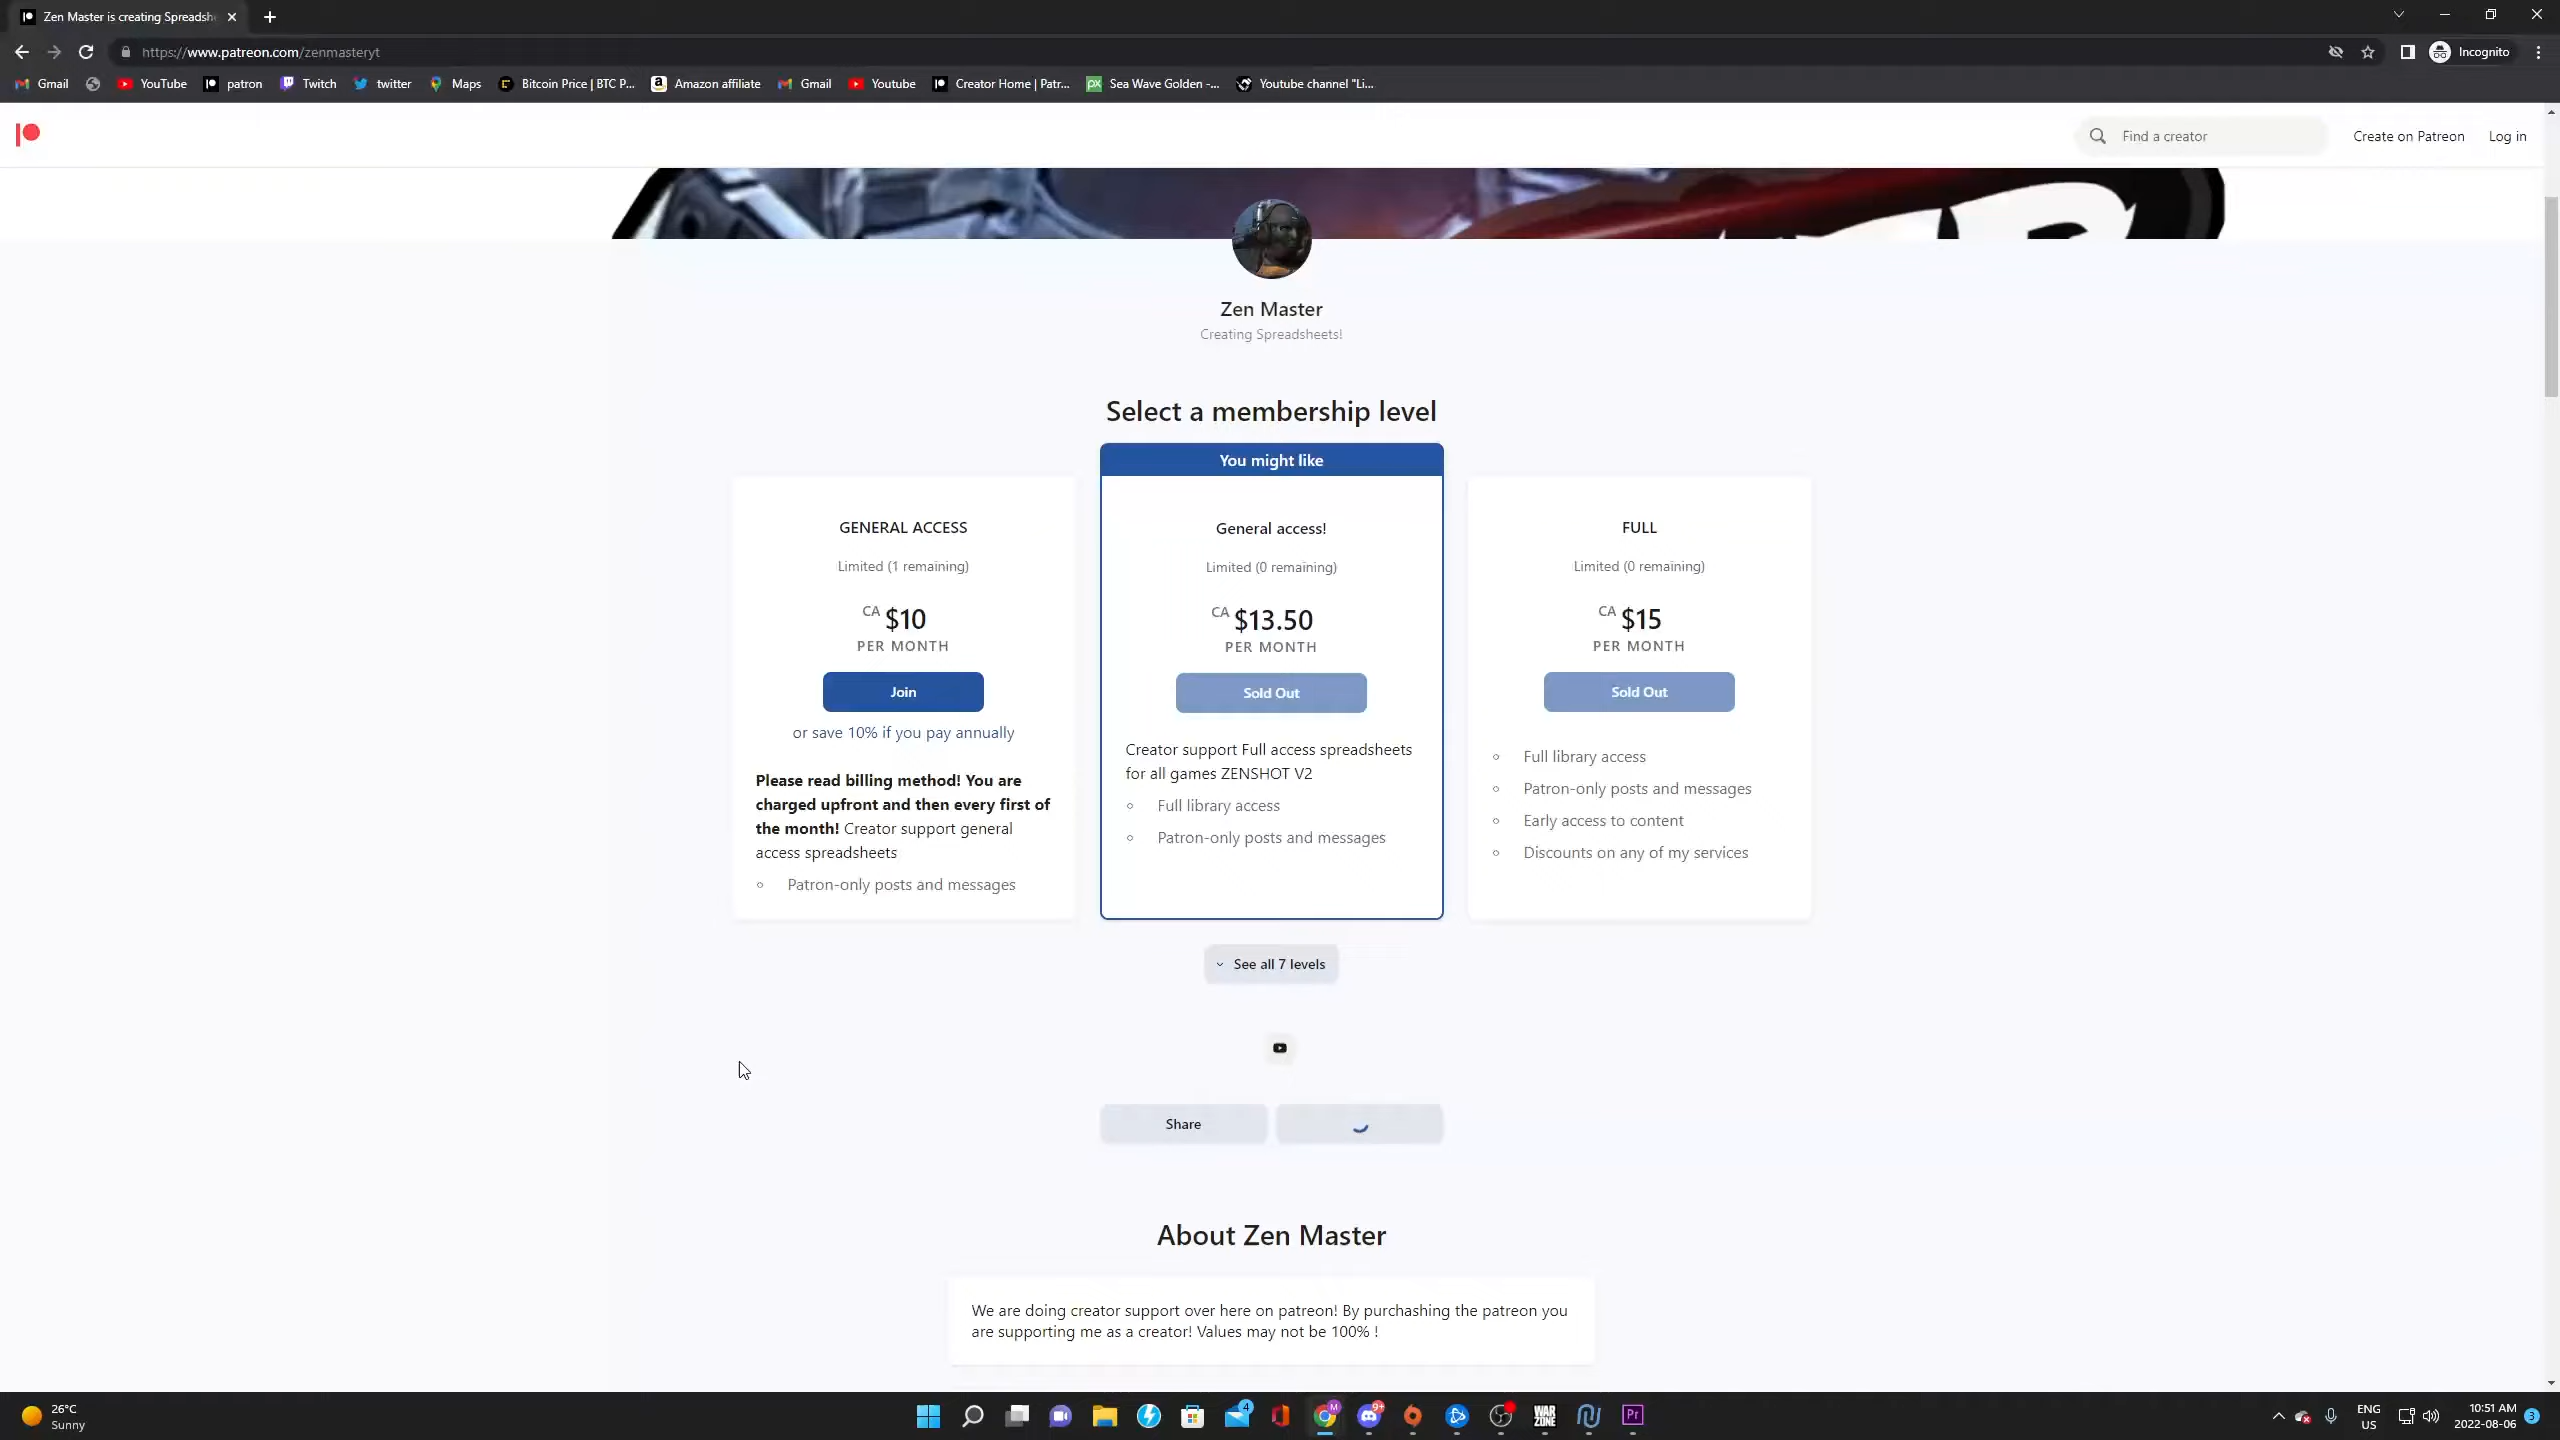 Zen Master is creating Spreadsh
https://www.patreon.com/zenmasteryt
Incognito
Gmail YouTube patron Twitch twitter Maps Bitcoin Price | BTC P... Amazon affiliate Gmail Youtube Creator Home | Patr... Sea Wave Golden -... Youtube channel "Li...
Find a creator
Create on Patreon
Log in
Zen Master
Creating Spreadsheets!
Select a membership level
You might like
GENERAL ACCESS
Limited (1 remaining)
CA $10
PER MONTH
Join
or save 10% if you pay annually
Please read billing method! You are
charged upfront and then every first of
the month! Creator support general
access spreadsheets
Patron-only posts and messages
General access!
Limited (0 remaining)
CA $13.50
PER MONTH
Sold Out
Creator support Full access spreadsheets
for all games ZENSHOT V2
Full library access
Patron-only posts and messages
FULL
Limited (0 remaining)
CA $15
PER MONTH
Sold Out
Full library access
Patron-only posts and messages
Early access to content
Discounts on any of my services
See all 7 levels
Share
About Zen Master
We are doing creator support over here on patreon! By purchashing the patreon you
are supporting me as a creator! Values may not be 100% !
26°C
Sunny
4
M
9+
WAR
ZONE
Pr
ENG
US
10:51 AM
2022-08-06
3